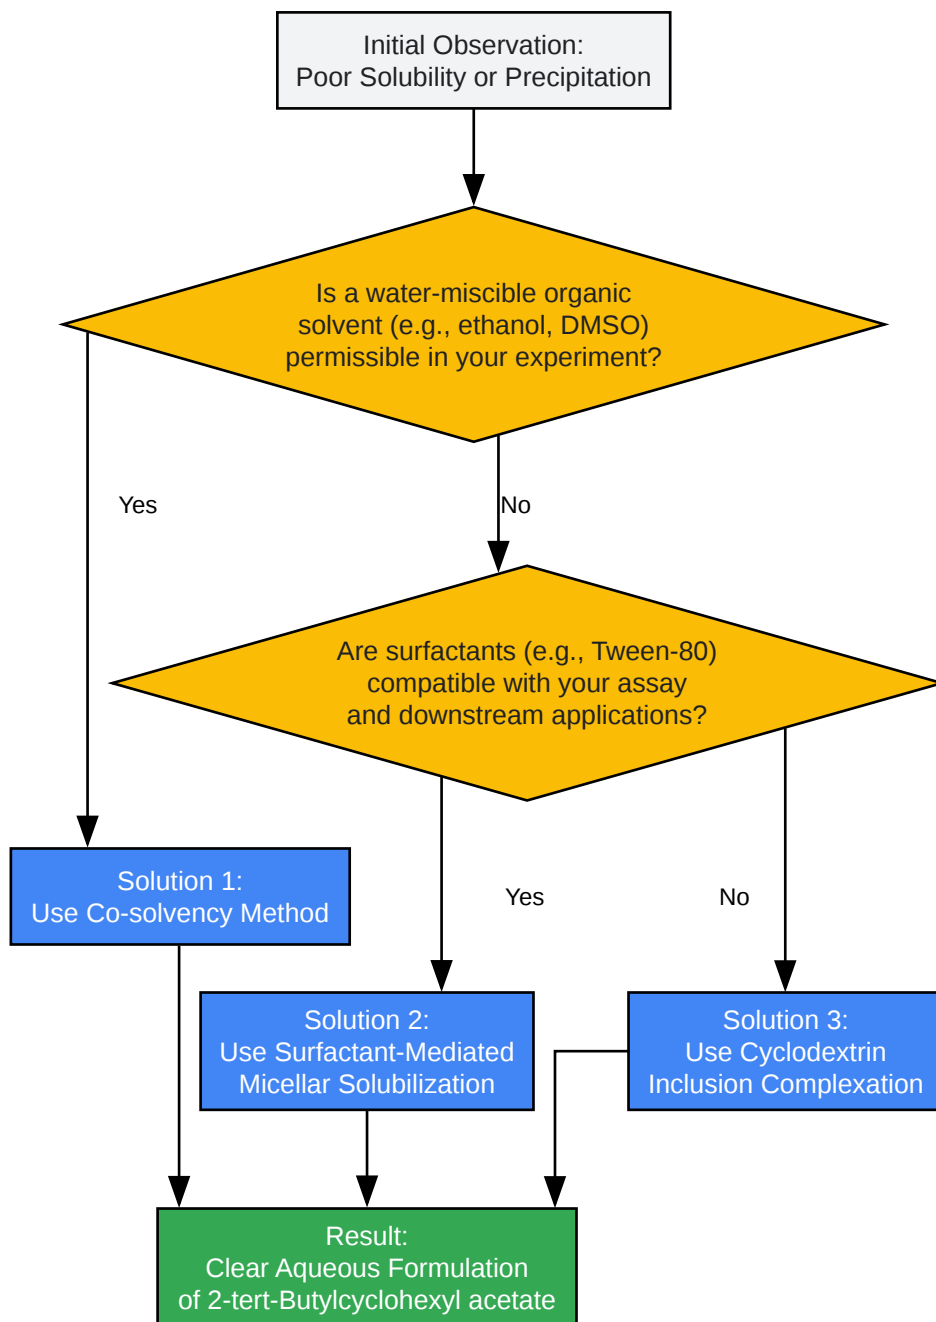 Initial Observation:
Poor Solubility or Precipitation
Is a water-miscible organic
solvent (e.g., ethanol, DMSO)
permissible in your experiment?
Yes
No
Are surfactants (e.g., Tween-80)
compatible with your assay
and downstream applications?
Solution 1:
Use Co-solvency Method
Yes
No
Solution 2:
Use Surfactant-Mediated
Micellar Solubilization
Solution 3:
Use Cyclodextrin
Inclusion Complexation
Result:
Clear Aqueous Formulation
of 2-tert-Butylcyclohexyl acetate